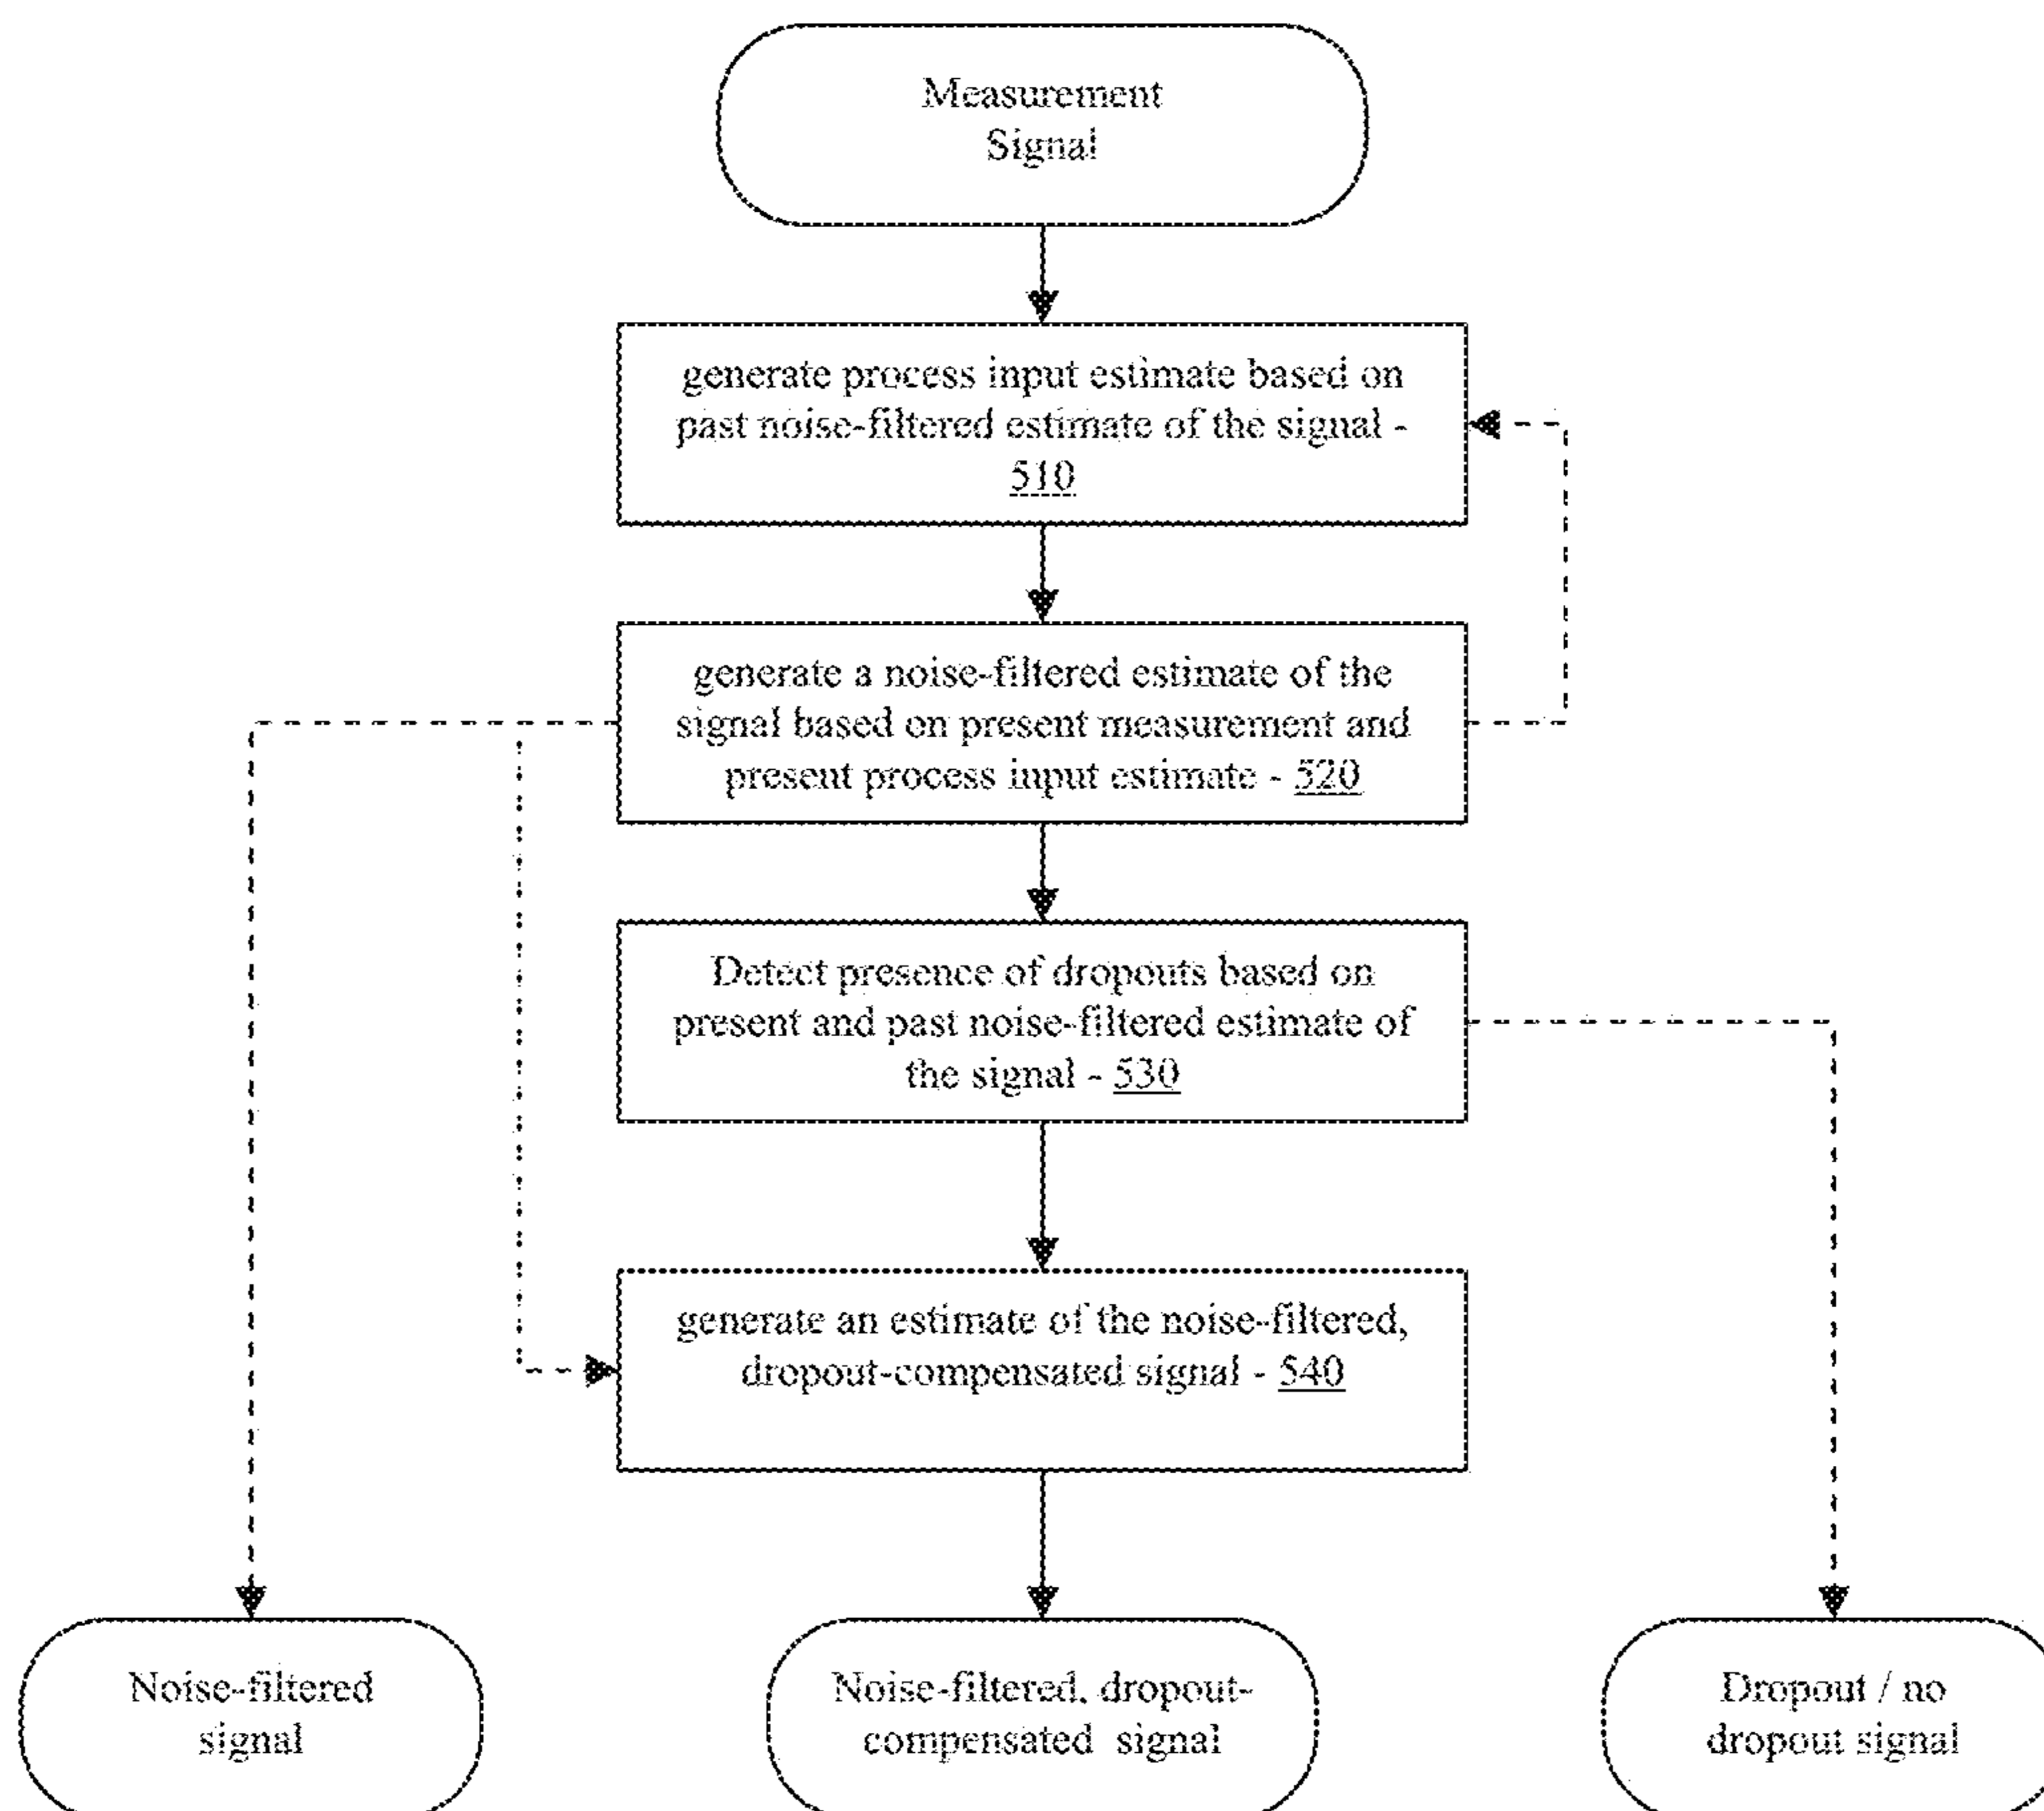 Measurement
Signal
generate process input estimate based on
past noise-filtered estimate of the signal -
510
generate a noise-filtered estimate of the
signal based on present measurement and
present process input estimate - 520
Detect presence of dropouts based on
present and past noise-filtered estimate of
the signal - 530
generate an estimate of the noise-filtered,
dropout-compensated signal - 540
Noise-filtered
signal
Noise-filtered, dropout-
compensated signal
Dropout / no
dropout signal